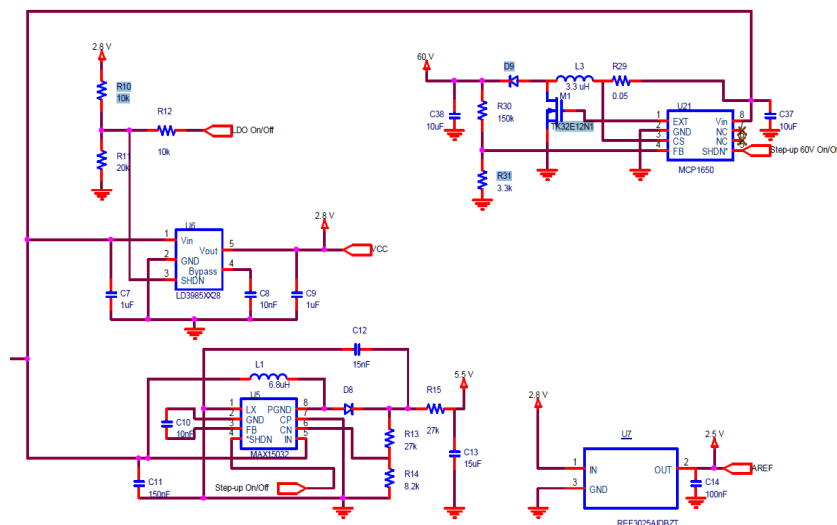 2.8 V
R10
10k
R12
10k
LDO On/Off
R11
20k
60 V
D9
L3
3.3 uH
R29
0.05
M1
TK32E12N1
C38
10uF
R30
150k
R31
3.3k
U21
1 EXT Vin 8
2 GND NC
3 CS NC
4 FB SHDN*
MCP1650
C37
10uF
Step-up 60V On/Of
U6
1 Vin
2 GND
3 SHDN
Vout 5
Bypass 4
LD3985XX28
2.8 V
VCC
C7
1uF
C8
10nF
C9
1uF
C12
15nF
L1
6.8uH
U5
1 LX PGND 8
2 GND CP 7
3 FB CN 6
4 *SHDN IN 5
MAX15032
D8
R15
27k
5.5 V
R13
27k
R14
8.2k
C13
15uF
C10
10nF
C11
150nF
Step-up On/Off
2.8 V
U7
1 IN
3 GND
OUT 2
2.5 V
AREF
C14
100nF
REF3025AIDBZT